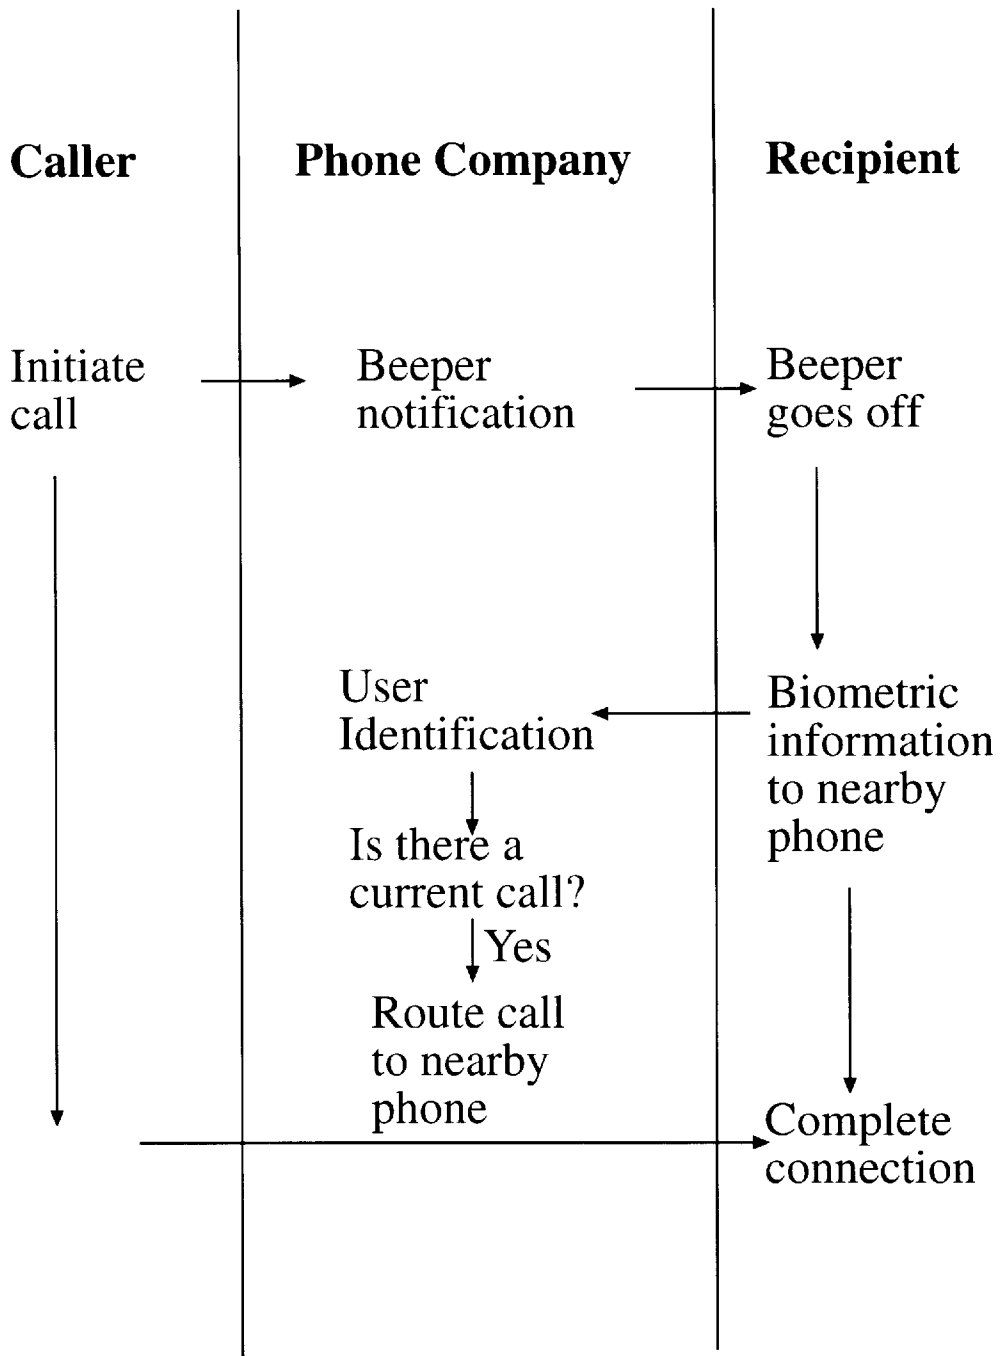 Caller
Phone Company
Recipient
Initiate
call
Beeper
notification
Beeper
goes off
User
Identification
Biometric
information
to nearby
phone
Is there a
current call?
Yes
Route call
to nearby
phone
Complete
connection